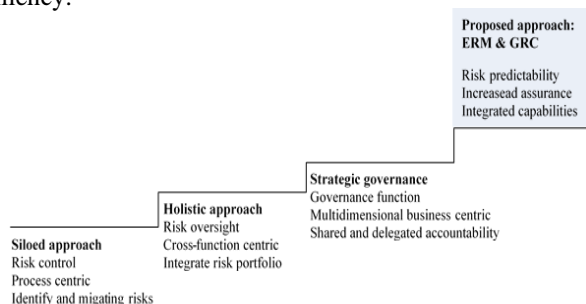 Proposed approach:
ERM & GRC
Risk predictability
Increasead assurance
Integrated capabilities
Strategic governance
Governance function
Multidimensional business centric
Shared and delegated accountability
Holistic approach
Risk oversight
Cross-function centric
Integrate risk portfolio
Siloed approach
Risk control
Process centric
Identify and migating risks